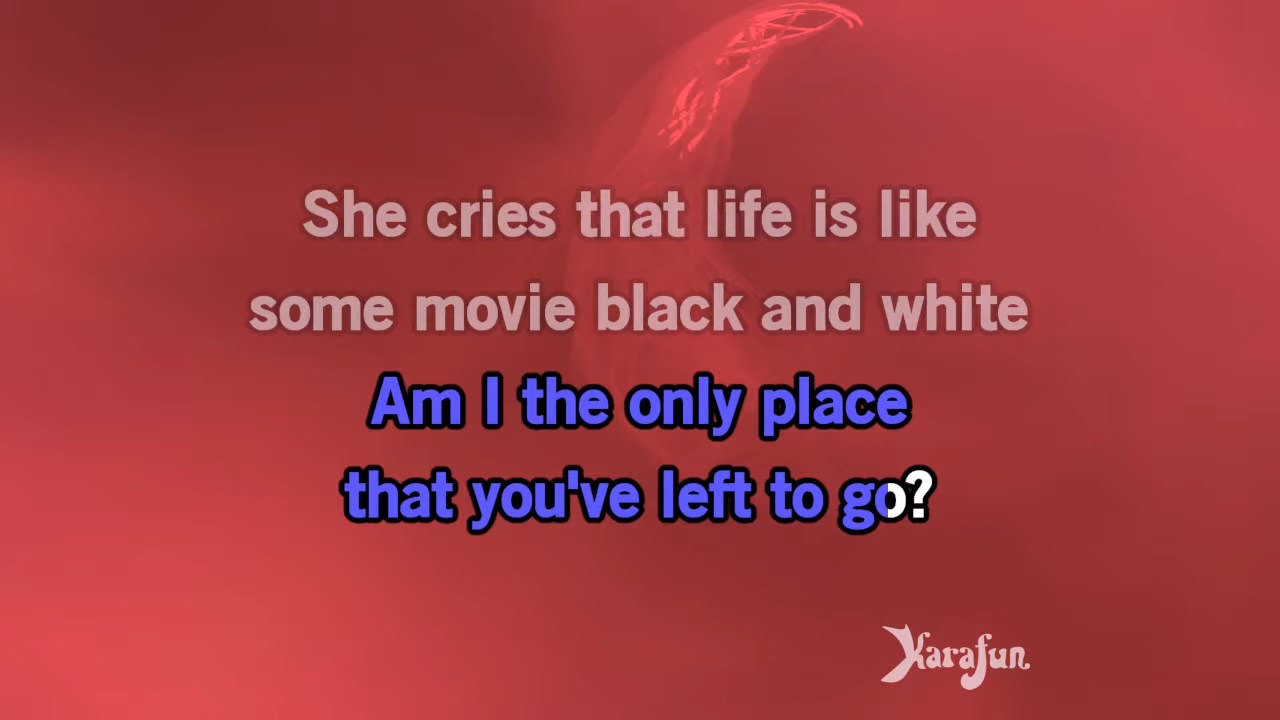 She cries that life is like
some movie black and white
Am I the only place
that you've left to go?
Karafun